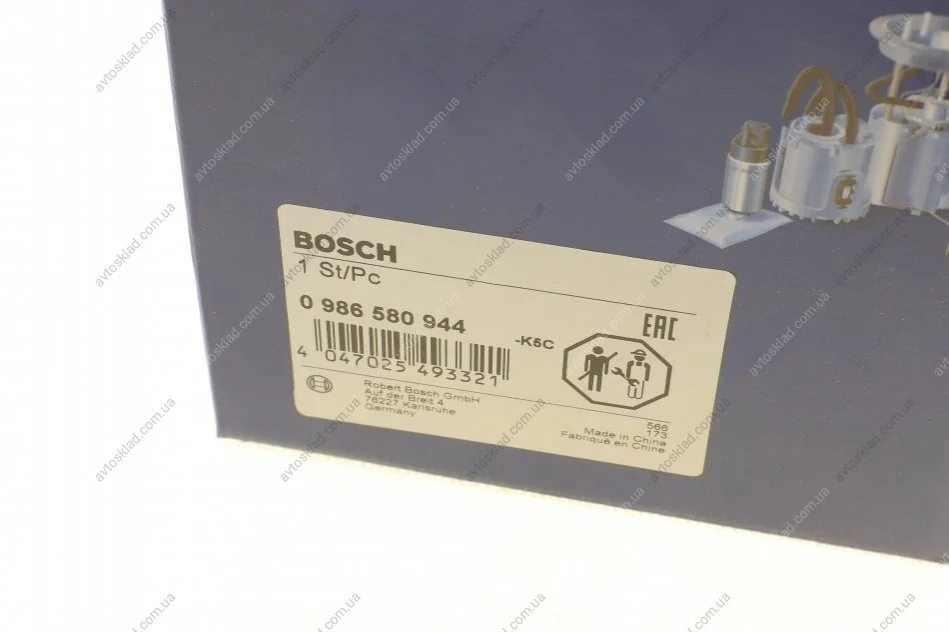 BOSCH
1 St/Pc
0 986 580 944
-K5C
EAC
4 047025 493321
Robert Bosch GmbH
Auf der Breit 4
76227 Karlsruhe
Germany
566
173
Made in China
Fabriqué en Chine
avtosklad.com.ua